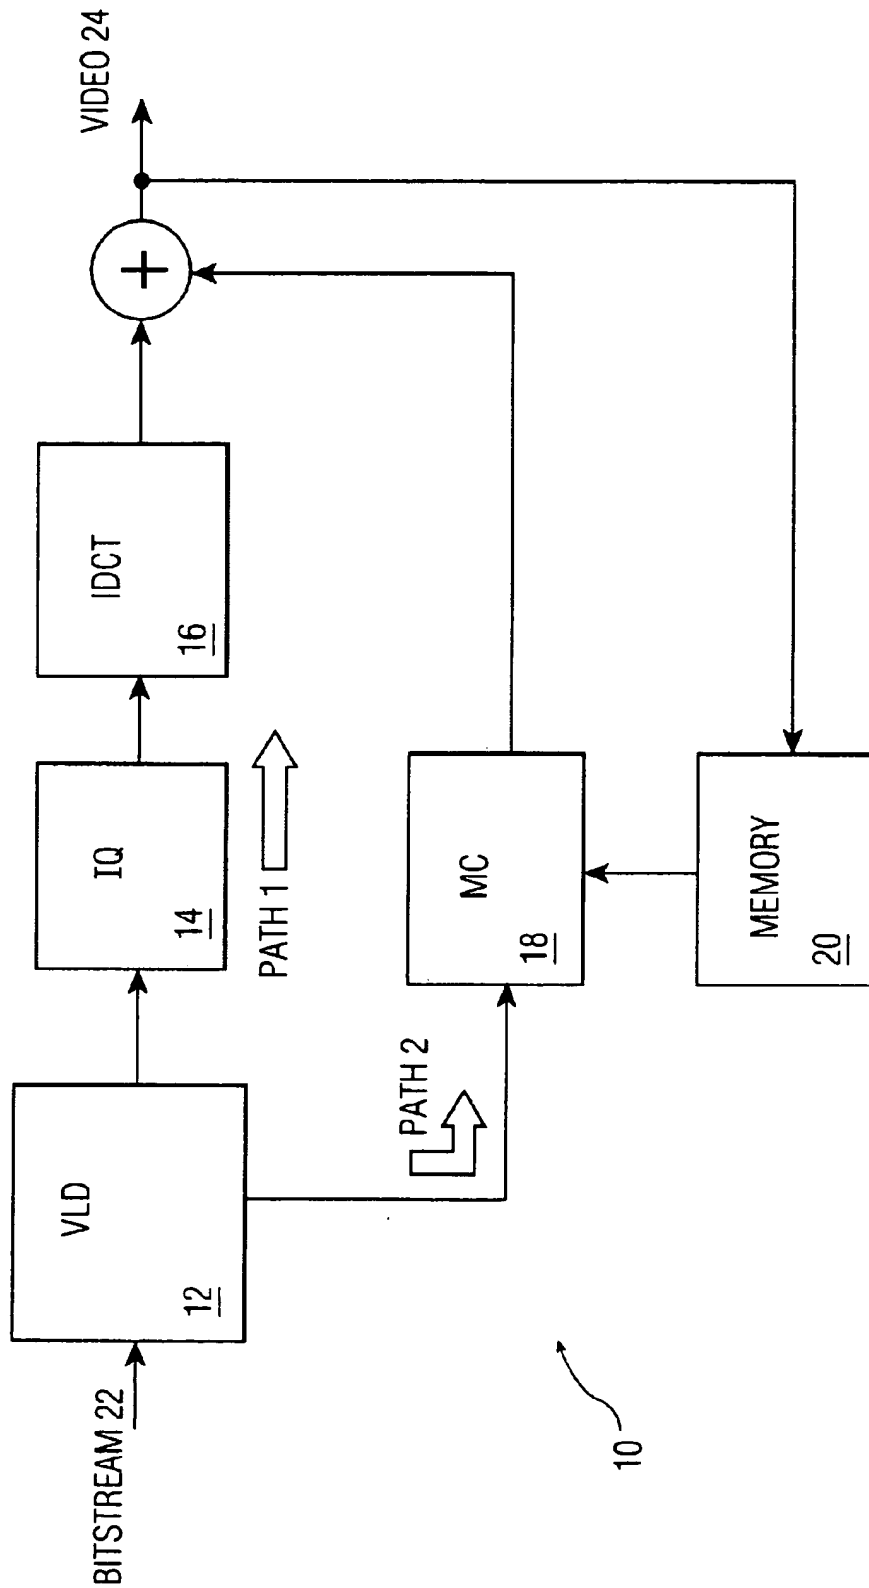 BITSTREAM 22
VLD
12
IQ
14
IDCT
16
+
VIDEO 24
PATH 1
PATH 2
MC
18
MEMORY
20
10